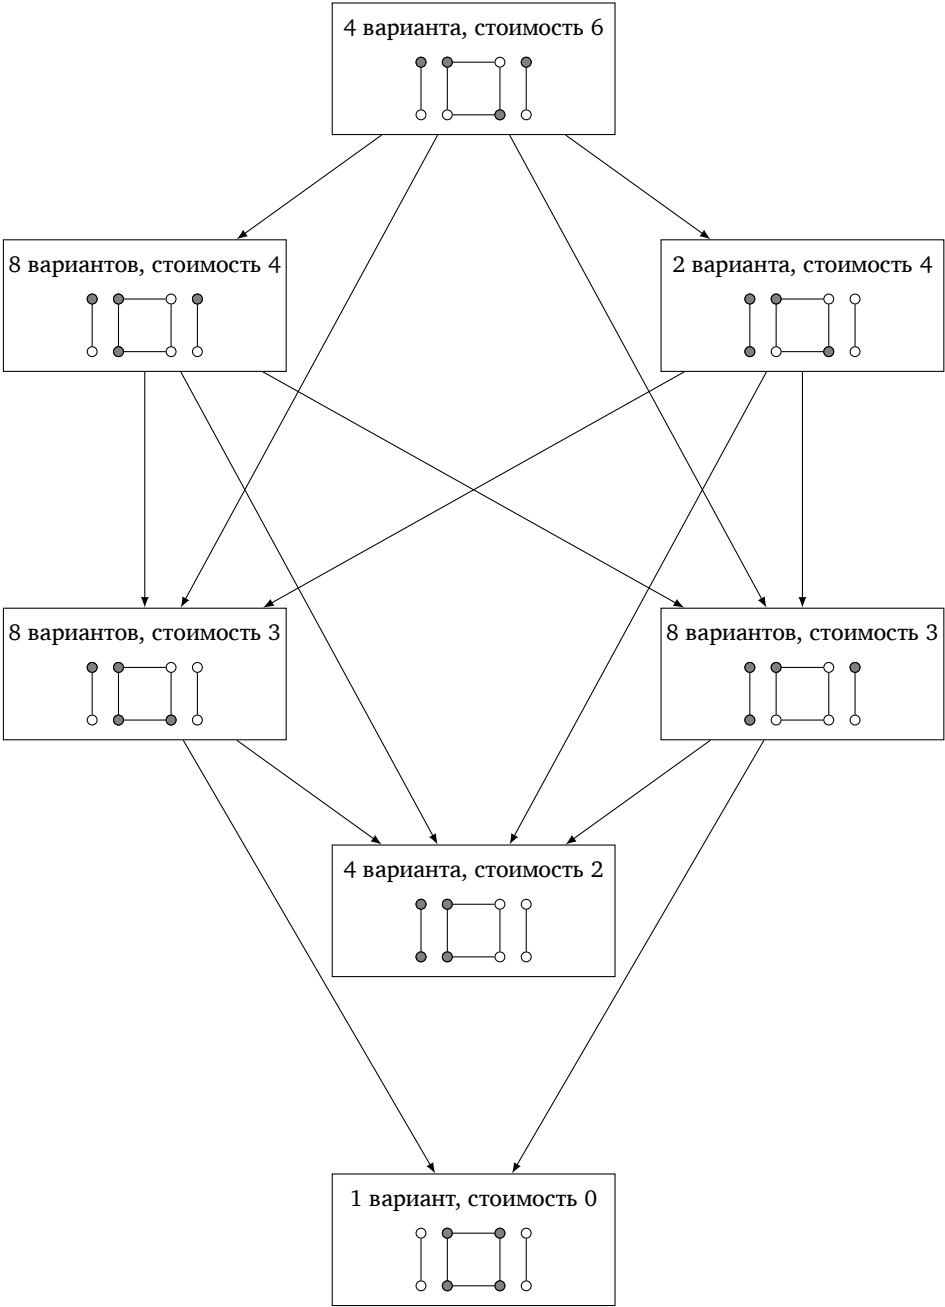 4 варианта, стоимость 6
8 вариантов, стоимость 4
2 варианта, стоимость 4
8 вариантов, стоимость 3
8 вариантов, стоимость 3
4 варианта, стоимость 2
1 вариант, стоимость 0